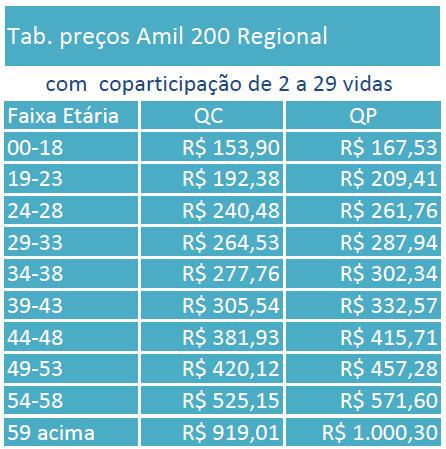 Tab. preços Amil 200 Regional
com coparticipação de 2 a 29 vidas
Faixa Etária QC QP
00-18 R$ 153,90 R$ 167,53
19-23 R$ 192,38 R$ 209,41
24-28 R$ 240,48 R$ 261,76
29-33 R$ 264,53 R$ 287,94
34-38 R$ 277,76 R$ 302,34
39-43 R$ 305,54 R$ 332,57
44-48 R$ 381,93 R$ 415,71
49-53 R$ 420,12 R$ 457,28
54-58 R$ 525,15 R$ 571,60
59 acima R$ 919,01 R$ 1.000,30